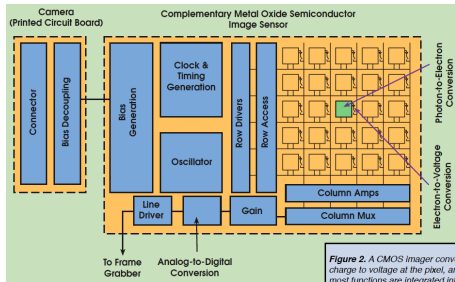 Camera
(Printed Circuit Board)
Complementary Metal Oxide Semiconductor
Image Sensor
Connector
Bias Decoupling
Bias
Generation
Clock &
Timing
Generation
Oscillator
Row Drivers
Row Access
Photon-to-Electron
Conversion
Electron-to-Voltage
Conversion
Column Amps
Column Mux
Line
Driver
Gain
To Frame
Grabber
Analog-to-Digital
Conversion
Figure 2. A CMOS imager conv
charge to voltage at the pixel, a
most functions are integrated in